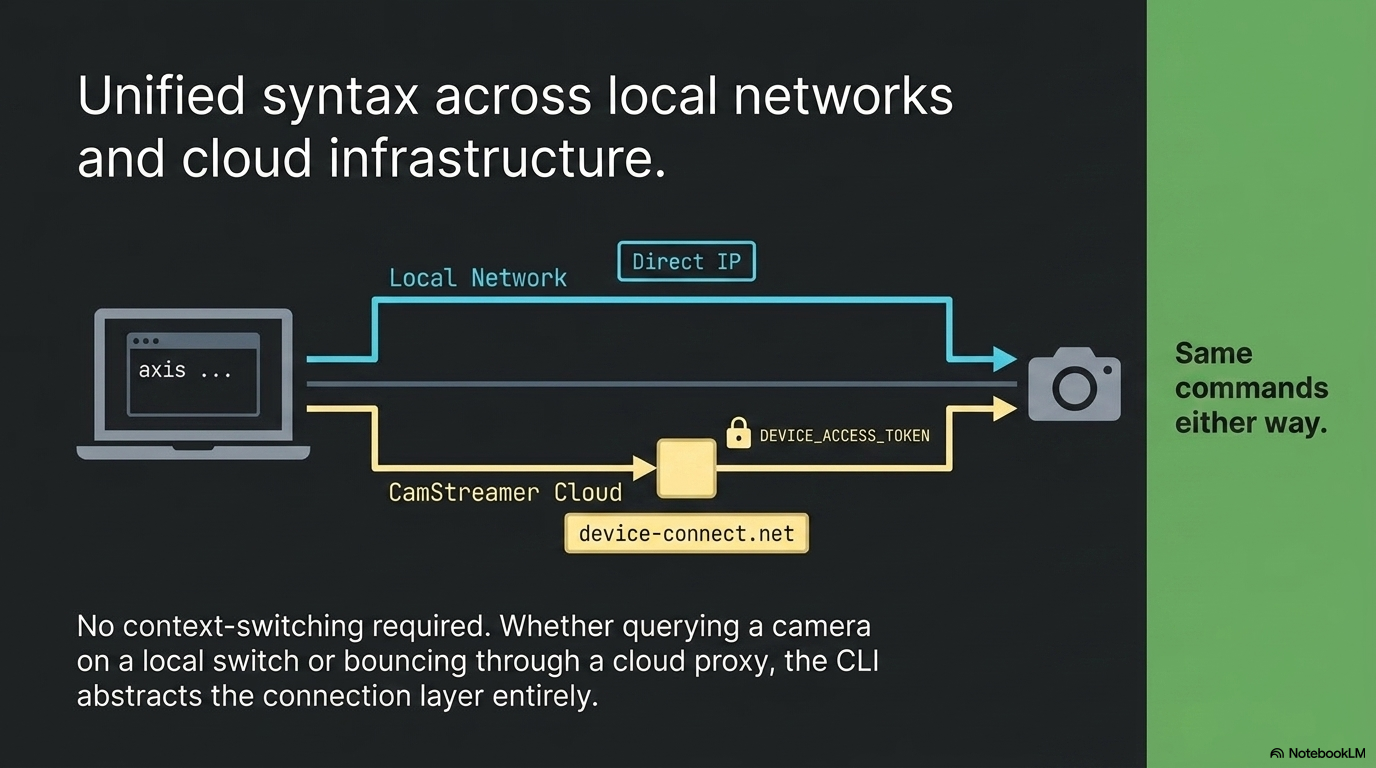 Unified syntax across local networks
and cloud infrastructure.
Direct IP
Local Network
axis ...
DEVICE_ACCESS_TOKEN
CamStreamer Cloud
device-connect.net
Same
commands
either way.
No context-switching required. Whether querying a camera
on a local switch or bouncing through a cloud proxy, the CLI
abstracts the connection layer entirely.
NotebookLM